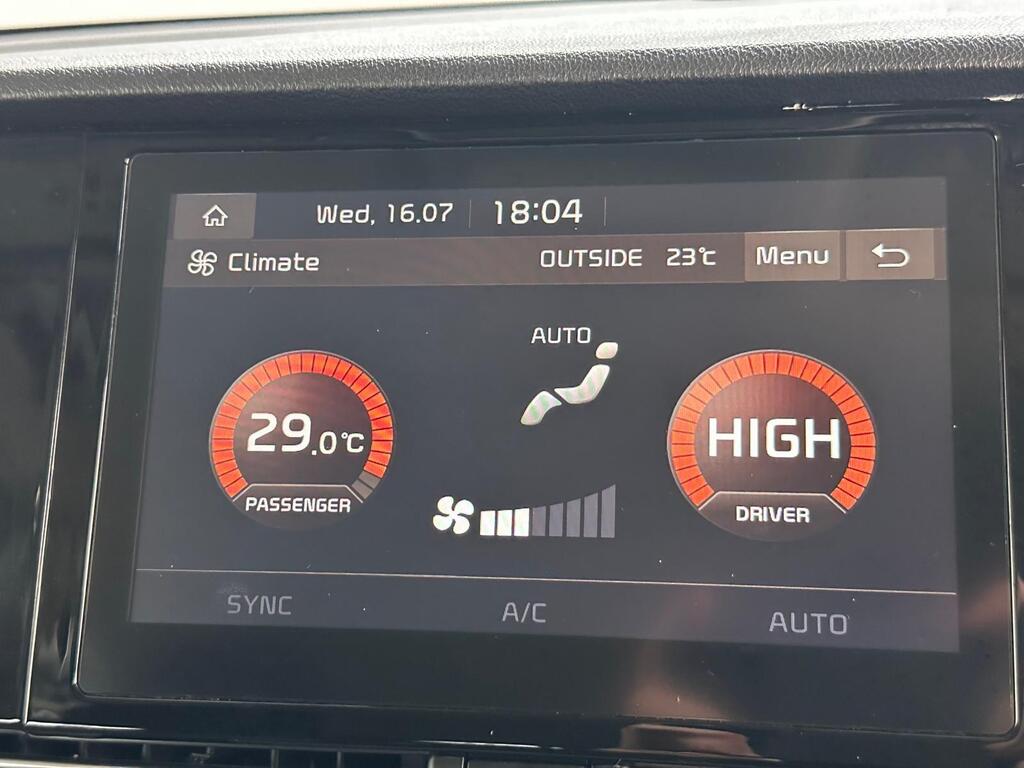 Wed, 16.07 18:04
Climate OUTSIDE 23℃ Menu
AUTO
29.0℃ HIGH
PASSENGER DRIVER
SYNC A/C AUTO